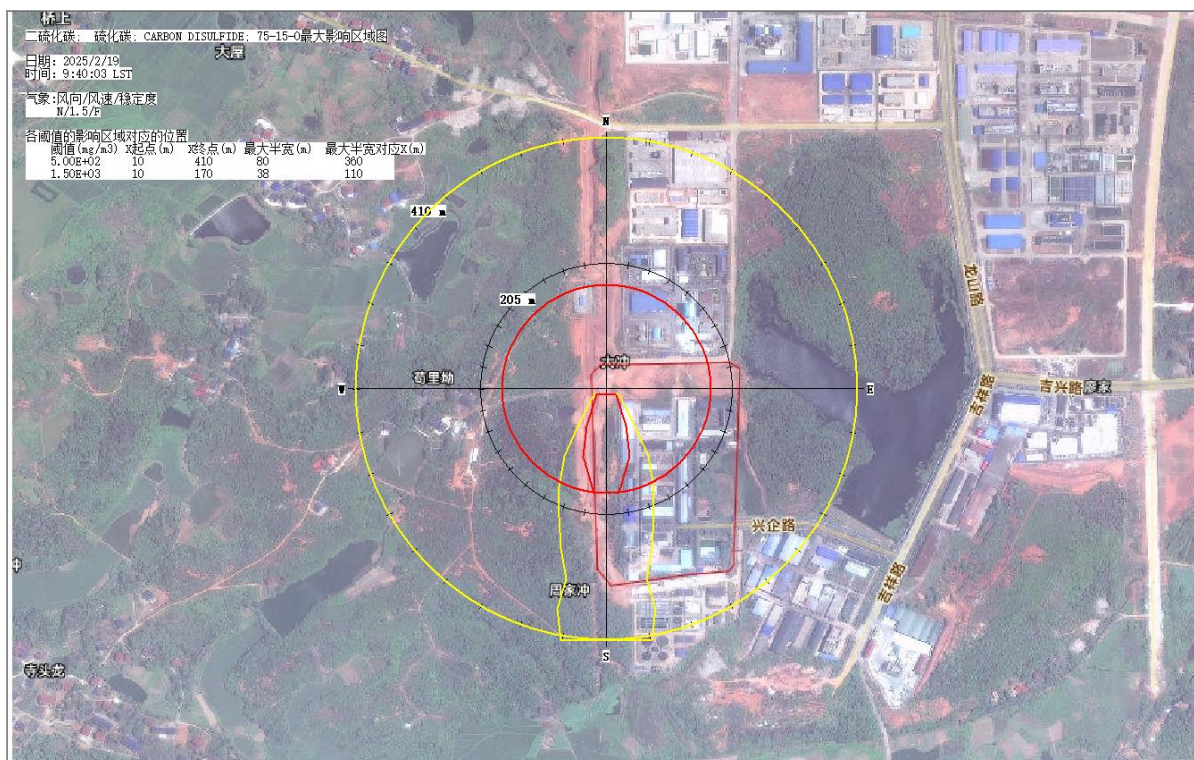 桥上
二硫化碳; 硫化碳; CARBON DISULFIDE; 75-15-0最大影响区域图
大屋
日期: 2025/2/19
时间: 9:40:03 LST
气象:风向/风速/稳定度
N/1.5/F
各阈值的影响区域对应的位置
阈值(mg/m3) X起点(m) X终点(m) 最大半宽(m) 最大半宽对应X(m)
5.00E+02 10 410 80 360
1.50E+03 10 170 38 110
N
410 m
龙山路
205 m
大冲
荷里坳
W
E
吉祥路
吉兴路
廖家
兴企路
吉祥路
冲
周家冲
S
寺头龙